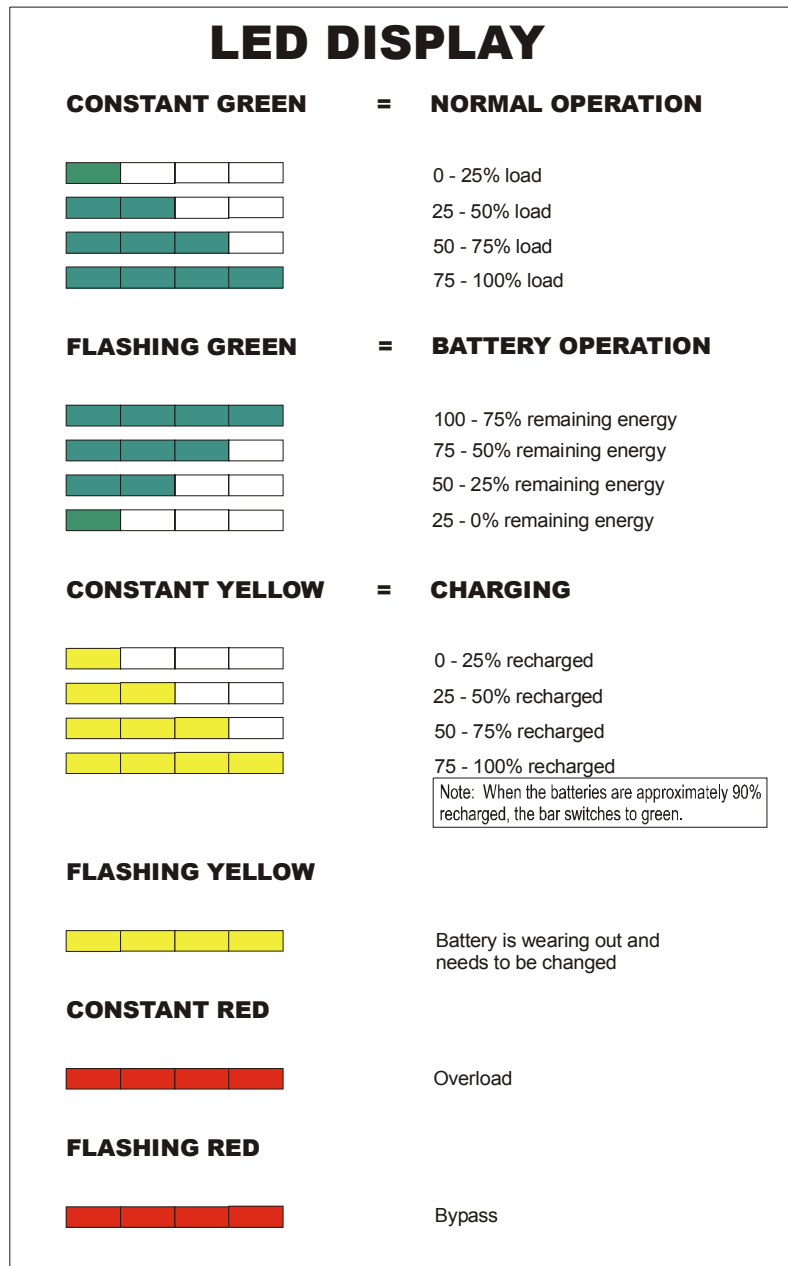 LED DISPLAY
CONSTANT GREEN = NORMAL OPERATION
0 - 25% load
25 - 50% load
50 - 75% load
75 - 100% load
FLASHING GREEN = BATTERY OPERATION
100 - 75% remaining energy
75 - 50% remaining energy
50 - 25% remaining energy
25 - 0% remaining energy
CONSTANT YELLOW = CHARGING
0 - 25% recharged
25 - 50% recharged
50 - 75% recharged
75 - 100% recharged
Note: When the batteries are approximately 90%
recharged, the bar switches to green.
FLASHING YELLOW
Battery is wearing out and
needs to be changed
CONSTANT RED
Overload
FLASHING RED
Bypass